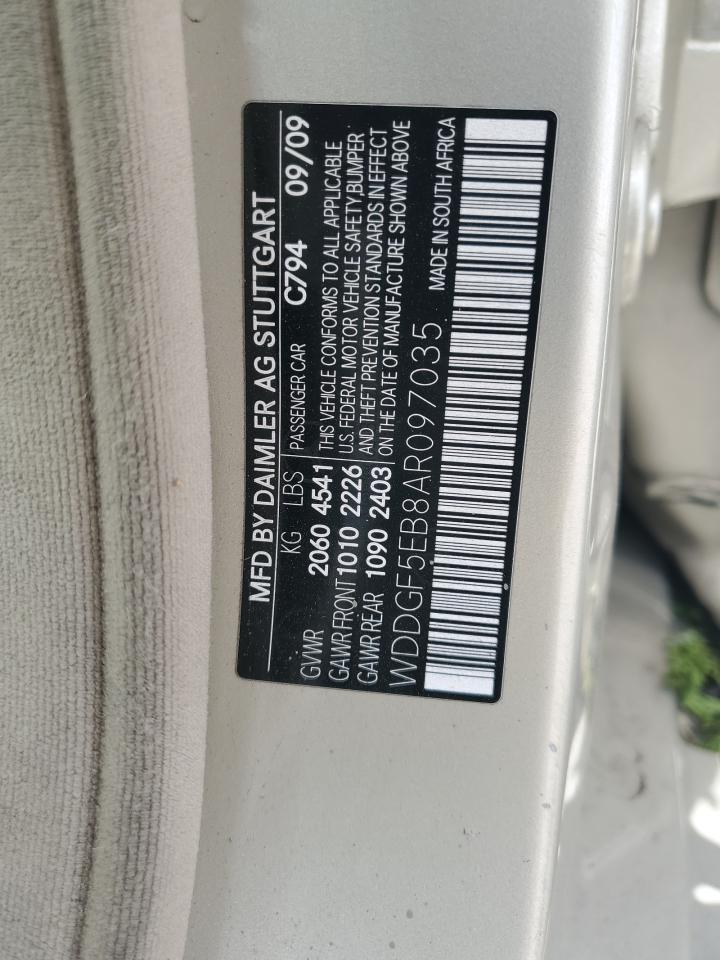 MFD BY DAIMLER AG STUTTGART
KG LBS PASSENGER CAR C794 09/09
GVWR 2060 4541 THIS VEHICLE CONFORMS TO ALL APPLICABLE
GAWR FRONT 1010 2226 U.S. FEDERAL MOTOR VEHICLE SAFETY,BUMPER,
GAWR REAR 1090 2403 AND THEFT PREVENTION STANDARDS IN EFFECT
ON THE DATE OF MANUFACTURE SHOWN ABOVE
WDDGF5EB8AR097035 MADE IN SOUTH AFRICA